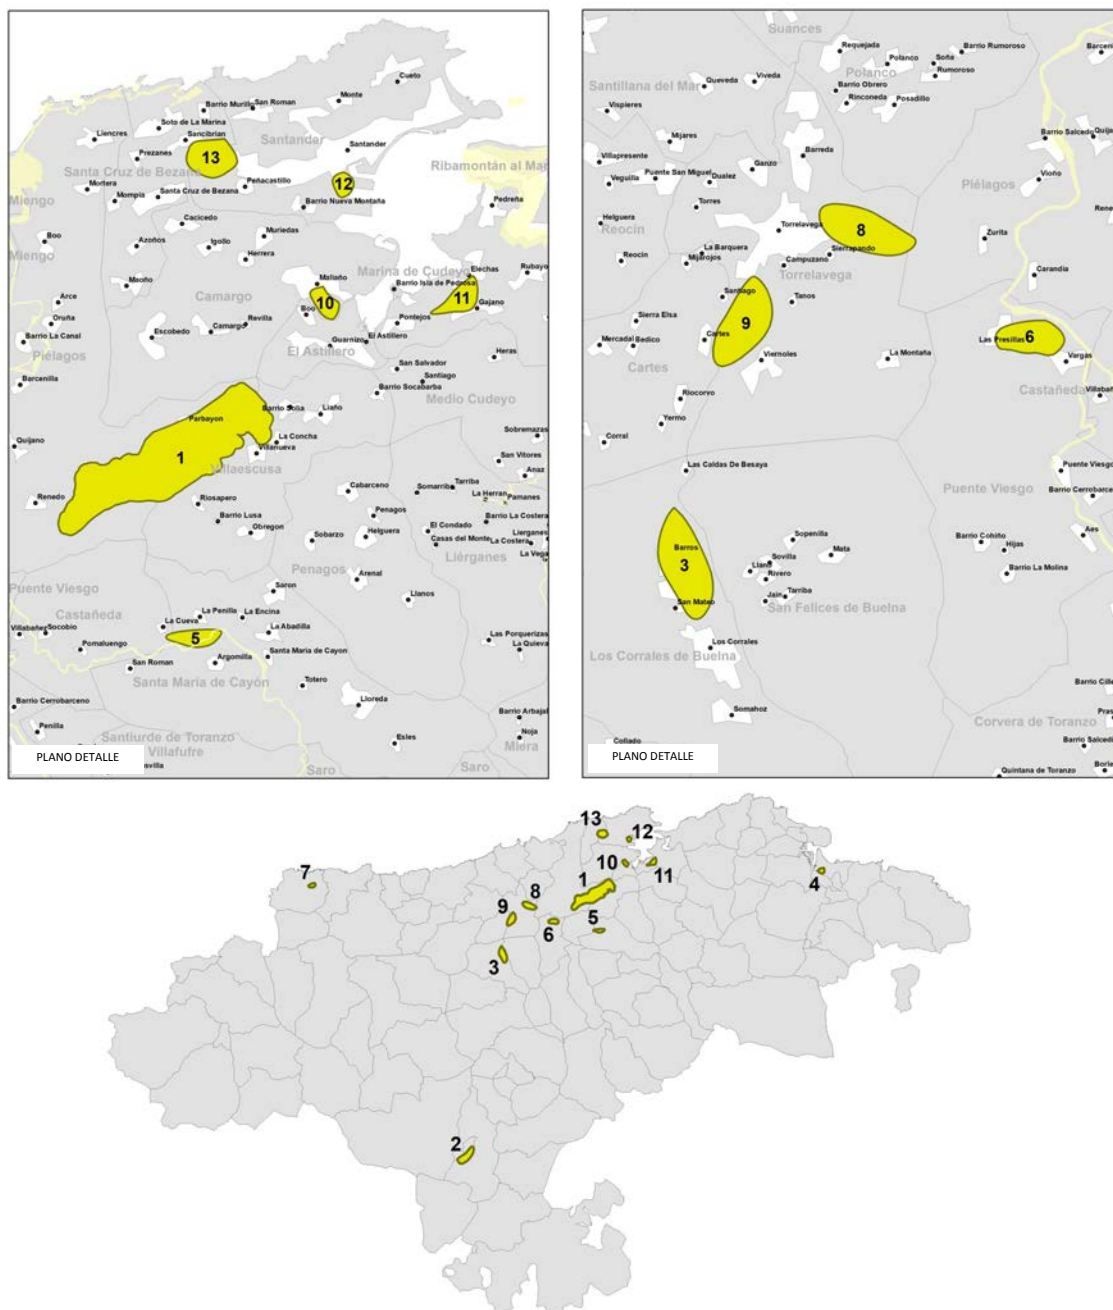 Cueto
Monte
Barrio Murillo
San Roman
Soto de La Marina
Santander
Liencres
Sancibrian
Santander
Prezanes
13
Ribamontán al Mar
Santa Cruz de Bezana
Peñacastillo
12
Mortera
Mompia
Santa Cruz de Bezana
Miengo
Barrio Nueva Montaña
Pedreña
Cacicedo
Boo
Azoños
Igollo
Muriedas
Miengo
Herrera
Marina de Cudeyo
Elechas
Rubayo
Maoño
Maliaño
Barrio Isla de Pedrosa
Camargo
10
11
Arce
Boo
Gajano
Oruña
Revilla
Pontejos
Barrio La Canal
Escobedo
Camargo
Guarnizo
El Astillero
Piélagos
El Astillero
Heras
San Salvador
Barcenilla
Santiago
Barrio Socabarba
Medio Cudeyo
Barrio Solia
Liaño
Parbayon
Quijano
La Concha
Sobremazas
1
Villanueva
Villaescusa
San Vitores
Anaz
Renedo
Riosapero
Cabarceno
Somarriba
Tarriba
La Herran
Pamanes
Barrio Lusa
Penagos
Barrio La Costera
Obregon
Sobarzo
Helguera
El Condado
Lierganes
Casas del Monte
La Costera
Liérganes
La Vega
Penagos
Arenal
Puente Viesgo
Saron
Llanos
Castañeda
La Penilla
La Encina
Villabañez
Socobio
La Cueva
La Abadilla
5
Las Porquerizas
Pomaluengo
La Quieva
San Roman
Argomilla
Santa Maria de Cayon
Santa María de Cayón
Totero
Barrio Cerrobarceno
Lloreda
Barrio Arbajal
Penilla
Santiurde de Toranzo
Noja
Villafufre
Esles
Miera
PLANO DETALLE
Saro
Saro
Suances
Requejada
Barrio Rumoroso
Polanco
Soña
Polanco
Rumoroso
Santillana del Mar
Queveda
Viveda
Barrio Obrero
Rinconeda
Posadillo
Vispieres
Mijares
Barrio Salcedo
Villapresente
Barreda
Puente San Miguel
Ganzo
Vioño
Veguilla
Dualez
Piélagos
Torres
Helguera
8
Reocin
Torrelavega
Zurita
La Barquera
Sierrapando
Reocin
Mijarojos
Campuzano
Torrelavega
Carandia
Santiago
Tanos
9
Sierra Elsa
Cartes
Las Presillas
6
Mercadal
Bedico
Viernoles
La Montaña
Vargas
Cartes
Castañeda
Riocorvo
Yermo
Corral
Las Caldas De Besaya
Puente Viesgo
Puente Viesgo
Barrio Cerrobarce
Barros
Sopenilla
Barrio Cohiño
Aes
3
Sovilla
Mata
Hijas
Llano
Rivero
Barrio La Molina
San Mateo
Jain
Tarriba
San Felices de Buelna
Los Corrales
Los Corrales de Buelna
Barrio Cille
Somahoz
Corvera de Toranzo
Collado
Barrio Salcedi
PLANO DETALLE
Quintana de Toranzo
13
12
7
10
11
1
4
8
9
5
6
3
2